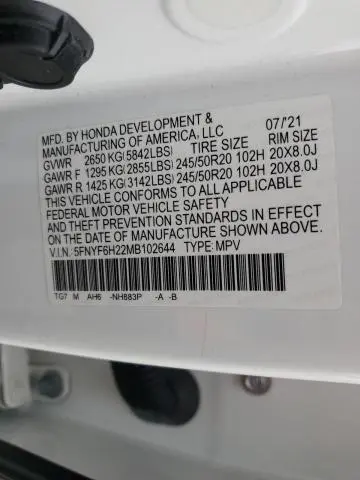 MFD. BY HONDA DEVELOPMENT &
MANUFACTURING OF AMERICA, LLC 07/'21
GVWR 2650 KG(5842LBS) TIRE SIZE RIM SIZE
GAWR F 1295 KG(2855LBS) 245/50R20 102H 20X8.0J
GAWR R 1425 KG(3142LBS) 245/50R20 102H 20X8.0J
THIS VEHICLE CONFORMS TO ALL APPLICABLE
FEDERAL MOTOR VEHICLE SAFETY
AND THEFT PREVENTION STANDARDS IN EFFECT
ON THE DATE OF MANUFACTURE SHOWN ABOVE.
V.I.N.: 5FNYF6H22MB102644 TYPE: MPV
TG7 M AH6 -NH883P -A -B